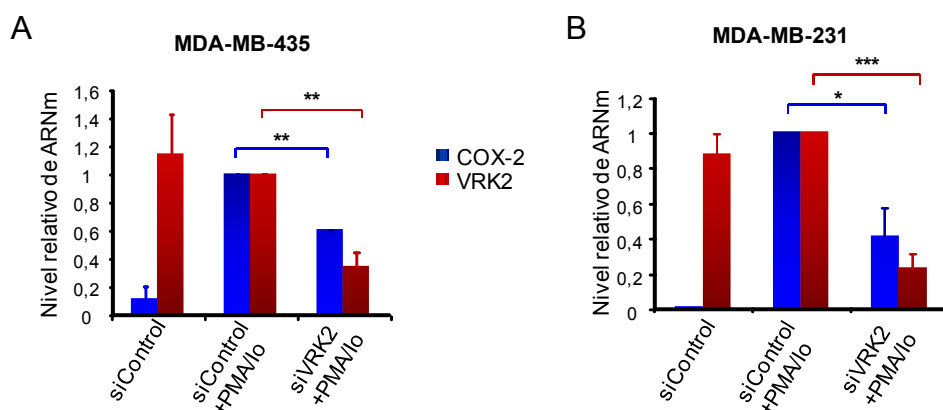 A
MDA-MB-435
Nivel relativo de ARNm
1,6
1,4
1,2
1
0,8
0,6
0,4
0,2
0
**
**
siControl
siControl
+PMA/Io
siVRK2
+PMA/Io
COX-2
VRK2
B
MDA-MB-231
Nivel relativo de ARNm
1,2
1
0,8
0,6
0,4
0,2
0
***
*
siControl
siControl
+PMA/Io
siVRK2
+PMA/Io